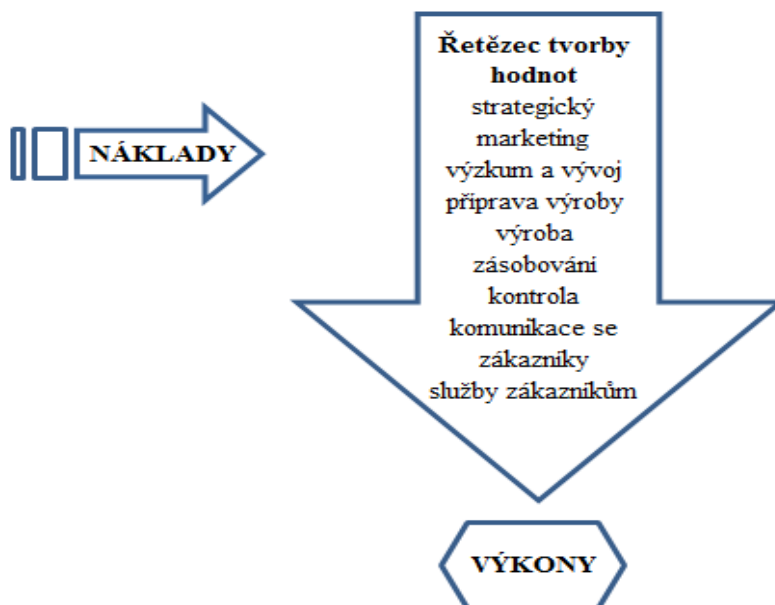 NÁKLADY
Řetězec tvorby
hodnot
strategický
marketing
výzkum a vývoj
příprava výroby
výroba
zásobování
kontrola
komunikace se
zákazníky
služby zákazníkům
VÝKONY